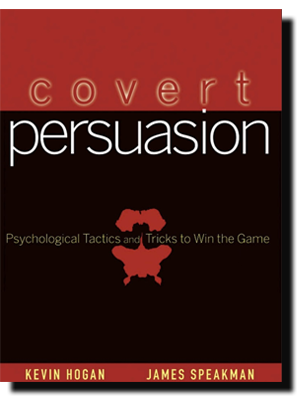 covert
persuasion
Psychological Tactics and Tricks to Win the Game
KEVIN HOGAN JAMES SPEAKMAN